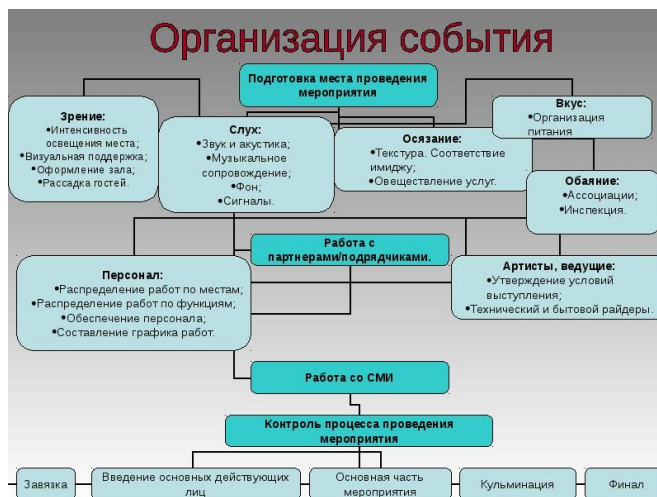 Организация события
Подготовка места проведения
мероприятия
Зрение:
•Интенсивность
освещения места;
•Визуальная поддержка;
•Оформление зала;
•Рассадка гостей.
Слух:
•Звук и акустика;
•Музыкальное
сопровождение;
•Фон;
•Сигналы.
Осязание:
•Текстура. Соответствие
имиджу;
•Овеществление услуг.
Вкус:
•Организация
питания
Обаяние:
•Ассоциации;
•Инспекция.
Работа с
партнерами/подрядчиками.
Персонал:
•Распределение работ по местам;
•Распределение работ по функциям;
•Обеспечение персонала;
•Составление графика работ.
Артисты, ведущие:
•Утверждение условий
выступления;
•Технический и бытовой райдеры.
Работа со СМИ
Контроль процесса проведения
мероприятия
Завязка
Введение основных действующих
лиц
Основная часть
мероприятия
Кульминация
Финал